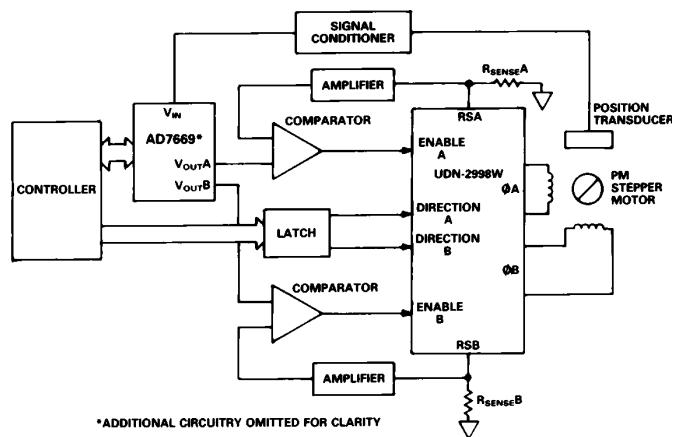 SIGNAL
CONDITIONER
AMPLIFIER
RSENSEA
VIN
RSA
POSITION
TRANSDUCER
AD7669*
COMPARATOR
ENABLE
A
UDN-2998W
CONTROLLER
VOUTA
VOUTB
ØA
PM
STEPPER
MOTOR
LATCH
DIRECTION
A
DIRECTION
B
COMPARATOR
ØB
ENABLE
B
RSB
AMPLIFIER
RSENSEB
*ADDITIONAL CIRCUITRY OMITTED FOR CLARITY